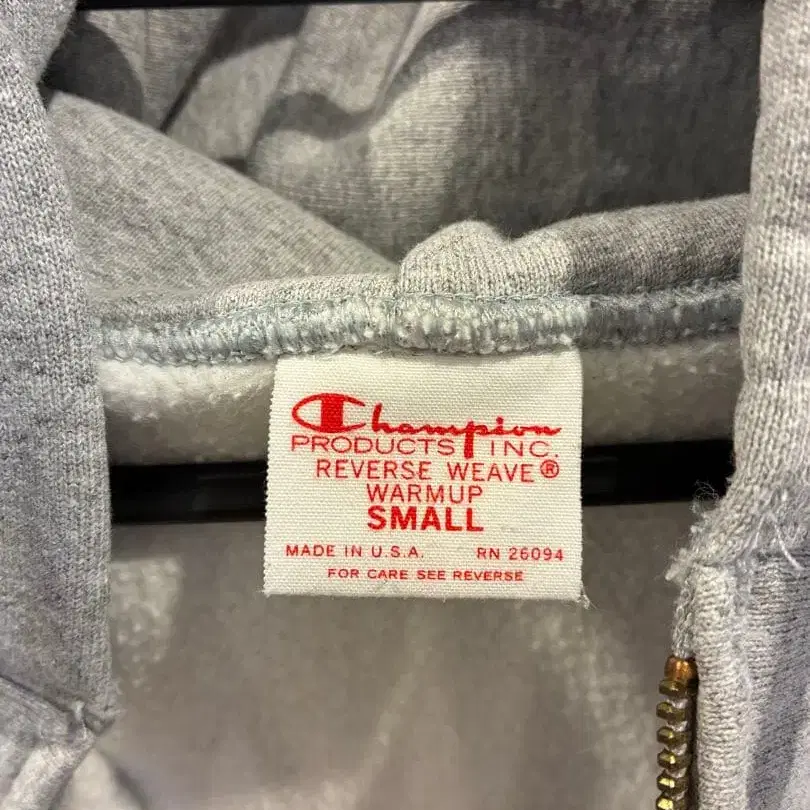 Champion
PRODUCTS INC.
REVERSE WEAVE®
WARMUP
SMALL
MADE IN U.S.A. RN 26094
FOR CARE SEE REVERSE